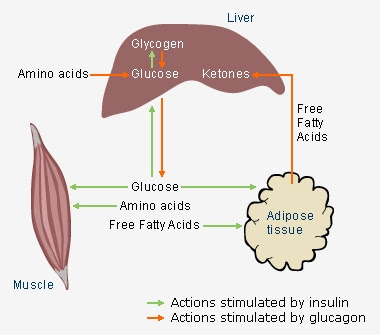 Liver
Glycogen
Amino acids
Glucose
Ketones
Free
Fatty
Acids
Glucose
Amino acids
Free Fatty Acids
Adipose
tissue
Muscle
Actions stimulated by insulin
Actions stimulated by glucagon